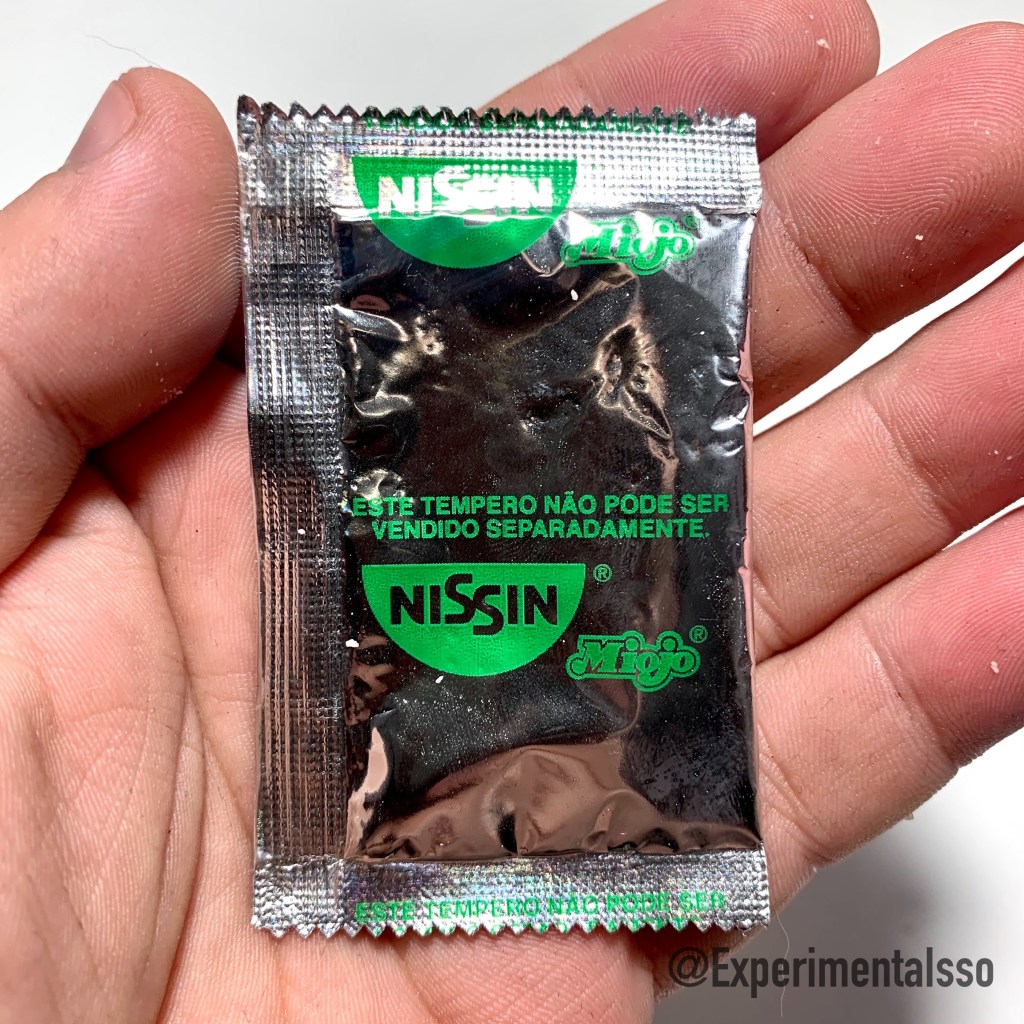 NISSIN
Miojo®
ESTE TEMPERO NÃO PODE SER
VENDIDO SEPARADAMENTE.
NISSIN®
Miojo®
ESTE TEMPERO NÃO PODE SER
@Experimentalsso